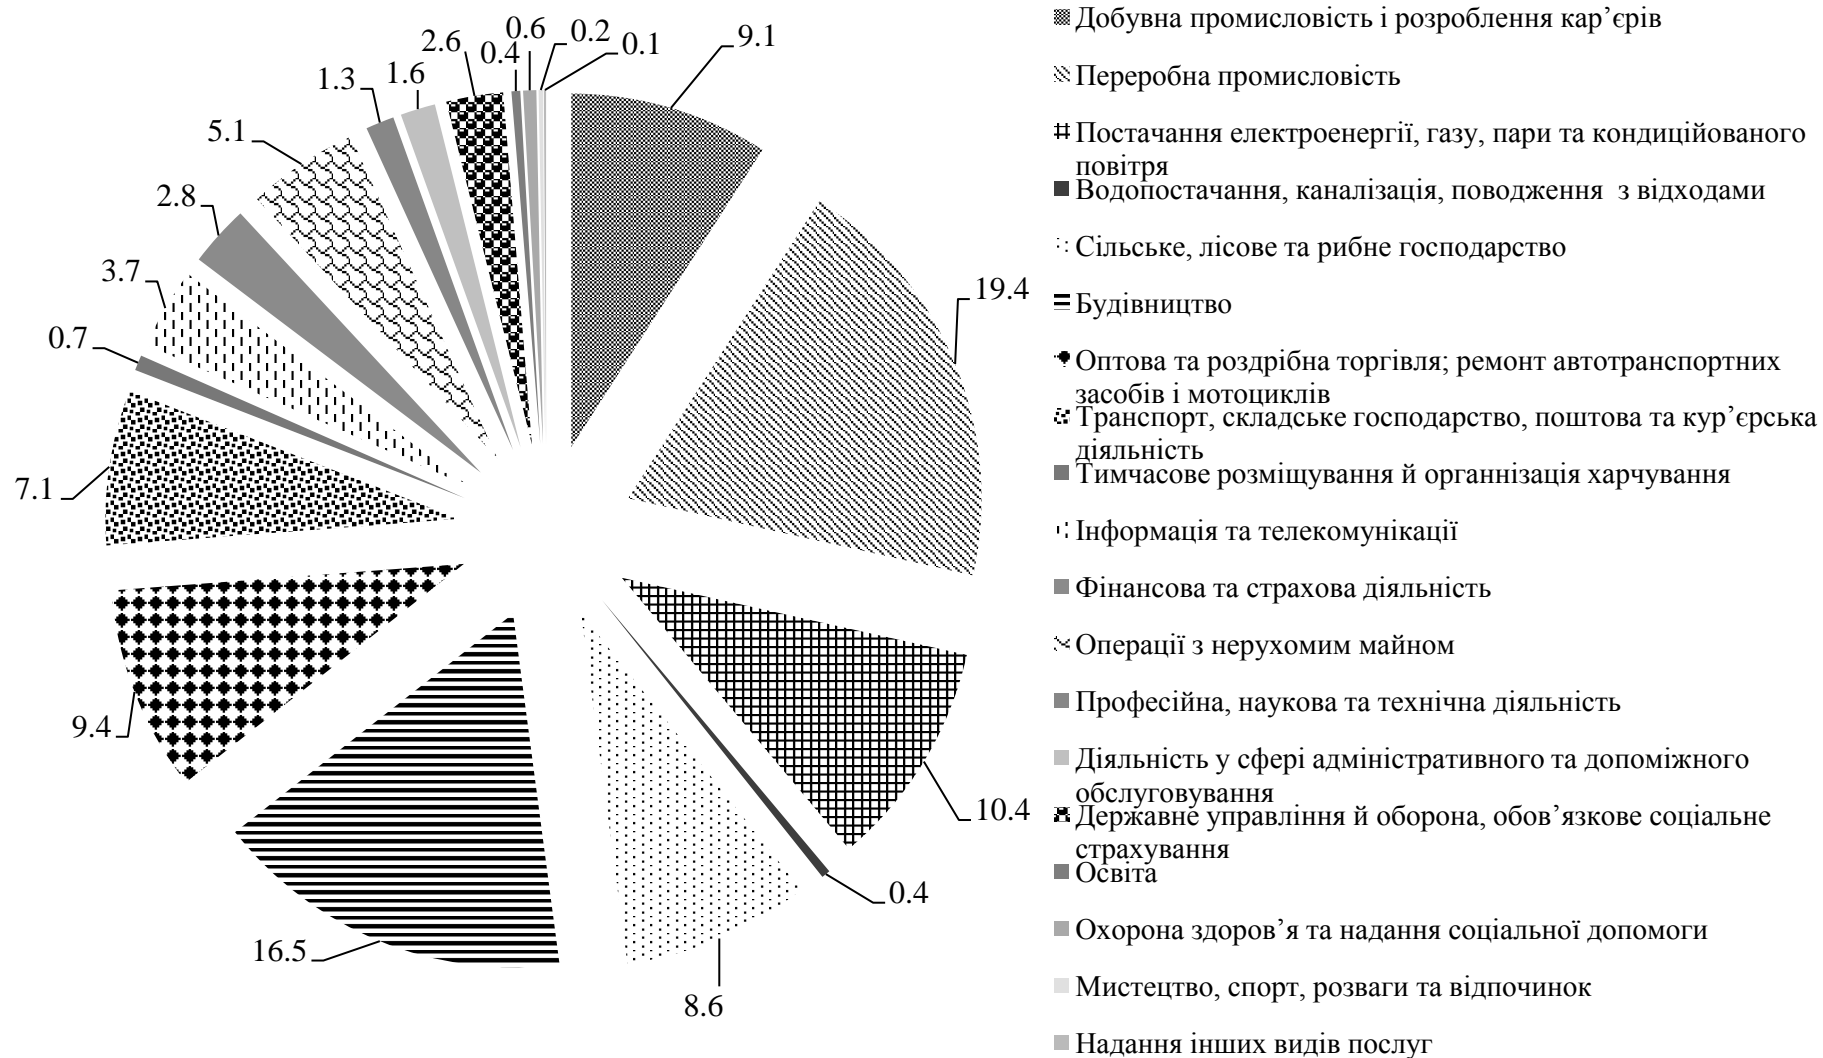 9.1
19.4
10.4
0.4
8.6
16.5
9.4
7.1
0.7
3.7
2.8
5.1
1.3
1.6
2.6
0.4
0.6
0.2
0.1
Добувна промисловість і розроблення кар’єрів
Переробна промисловість
Постачання електроенергії, газу, пари та кондиційованого
повітря
Водопостачання, каналізація, поводження з відходами
Сільське, лісове та рибне господарство
Будівництво
Оптова та роздрібна торгівля; ремонт автотранспортних
засобів і мотоциклів
Транспорт, складське господарство, поштова та кур’єрська
діяльність
Тимчасове розміщування й органнізація харчування
Інформація та телекомунікації
Фінансова та страхова діяльність
Операції з нерухомим майном
Професійна, наукова та технічна діяльність
Діяльність у сфері адміністративного та допоміжного
обслуговування
Державне управління й оборона, обов’язкове соціальне
страхування
Освіта
Охорона здоров’я та надання соціальної допомоги
Мистецтво, спорт, розваги та відпочинок
Надання інших видів послуг